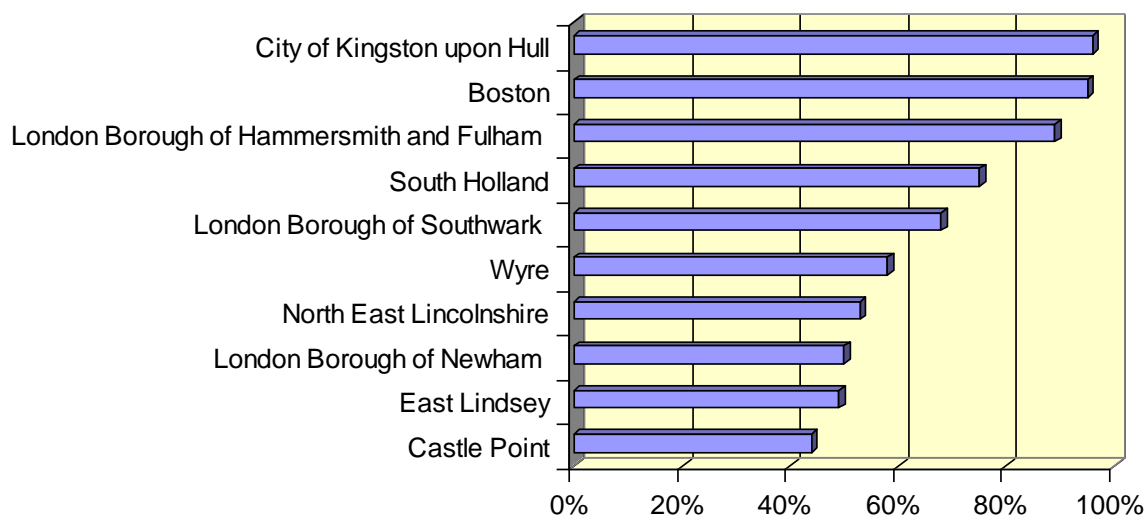 City of Kingston upon Hull
Boston
London Borough of Hammersmith and Fulham
South Holland
London Borough of Southwark
Wyre
North East Lincolnshire
London Borough of Newham
East Lindsey
Castle Point
0% 20% 40% 60% 80% 100%